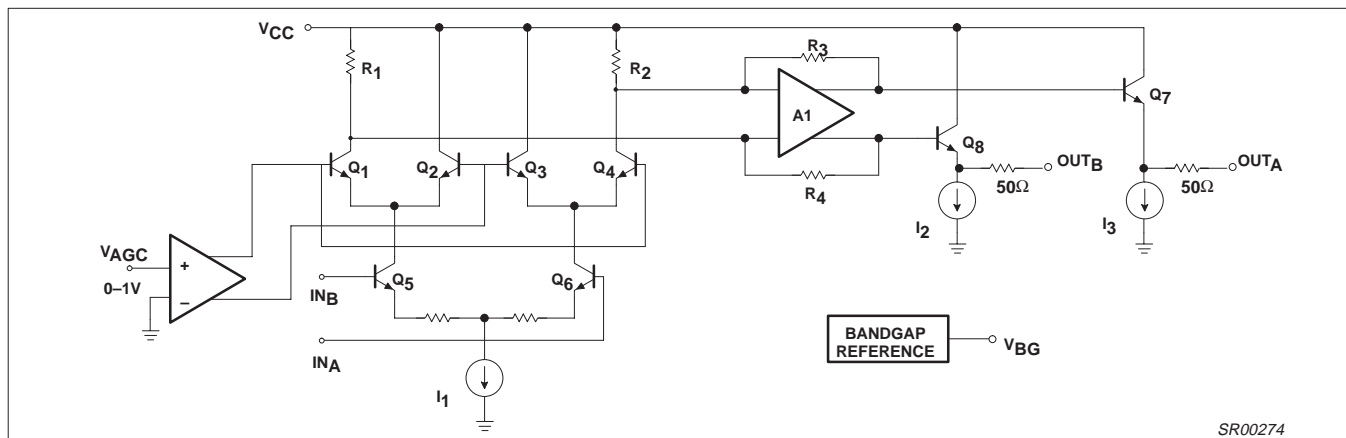 VCC
R1
R2
R3
A1
Q7
Q8
Q1
Q2
Q3
Q4
R4
OUTB
OUTA
50Ω
50Ω
I2
I3
VAGC
+
–
0–1V
Q5
Q6
INB
INA
I1
BANDGAP
REFERENCE
VBG
SR00274